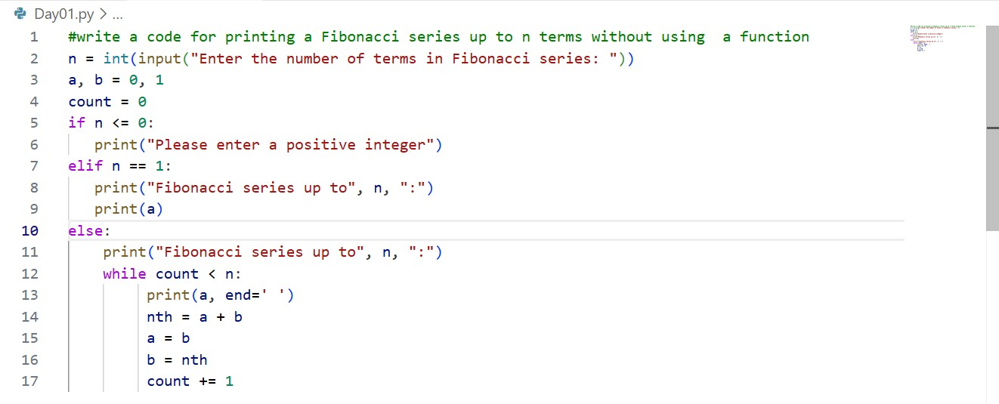 Day01.py > ...
1 #write a code for printing a Fibonacci series up to n terms without using  a function
2 n = int(input("Enter the number of terms in Fibonacci series: "))
3 a, b = 0, 1
4 count = 0
5 if n <= 0:
6    print("Please enter a positive integer")
7 elif n == 1:
8    print("Fibonacci series up to", n, ":")
9    print(a)
10 else:
11     print("Fibonacci series up to", n, ":")
12     while count < n:
13          print(a, end=' ')
14          nth = a + b
15          a = b
16          b = nth
17          count += 1